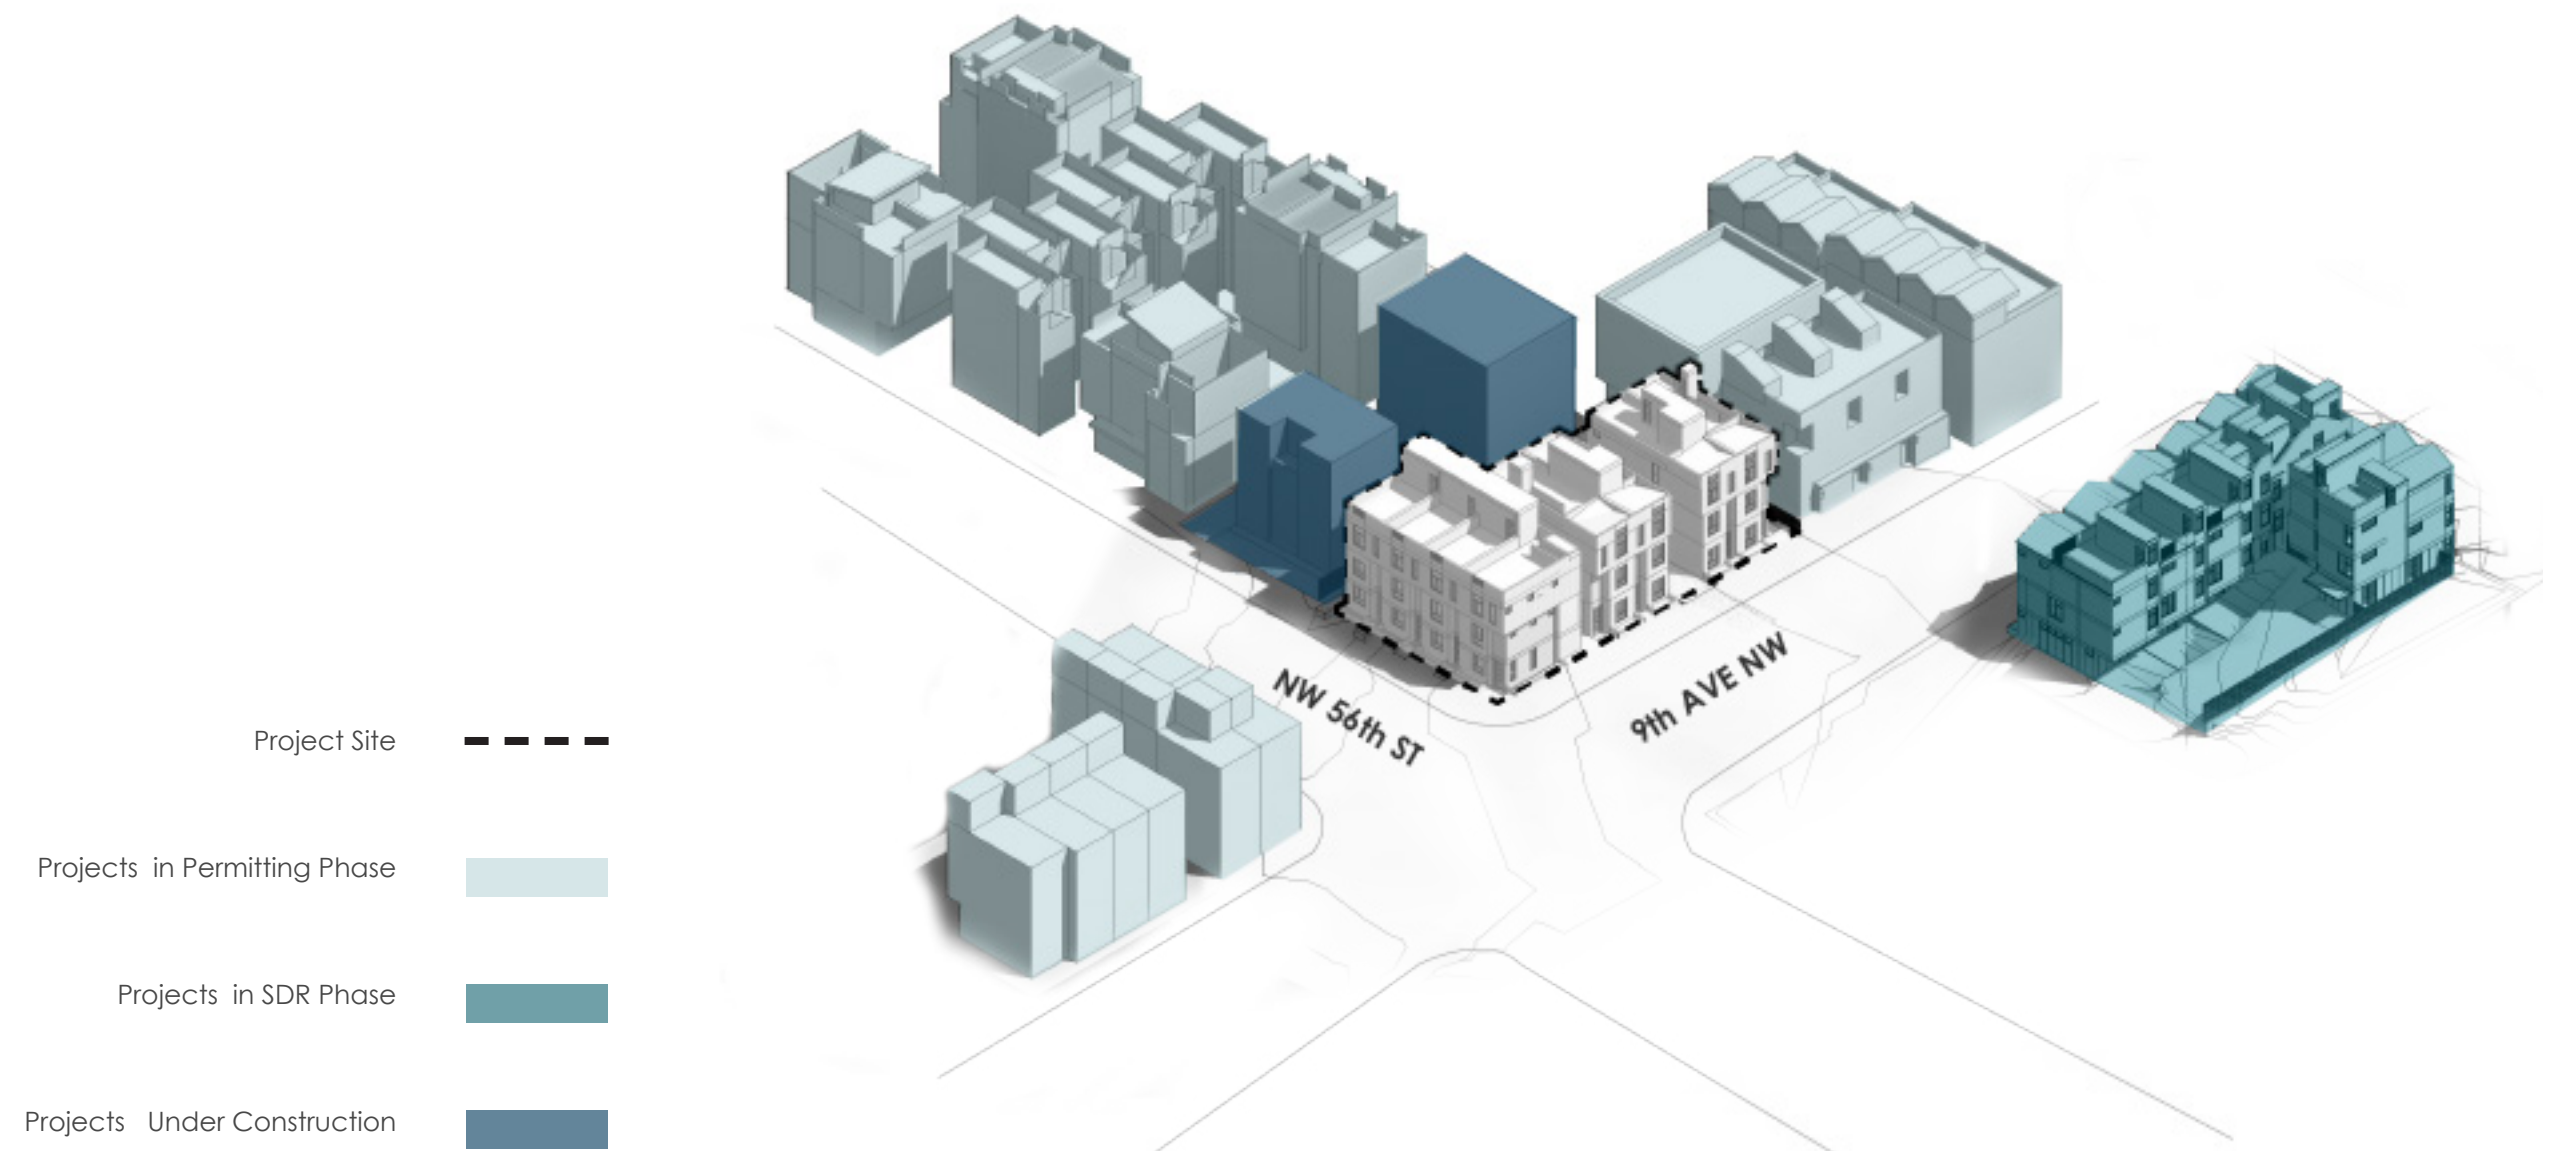 NW 56th ST
9th AVE NW
Project Site
Projects in Permitting Phase
Projects in SDR Phase
Projects Under Construction